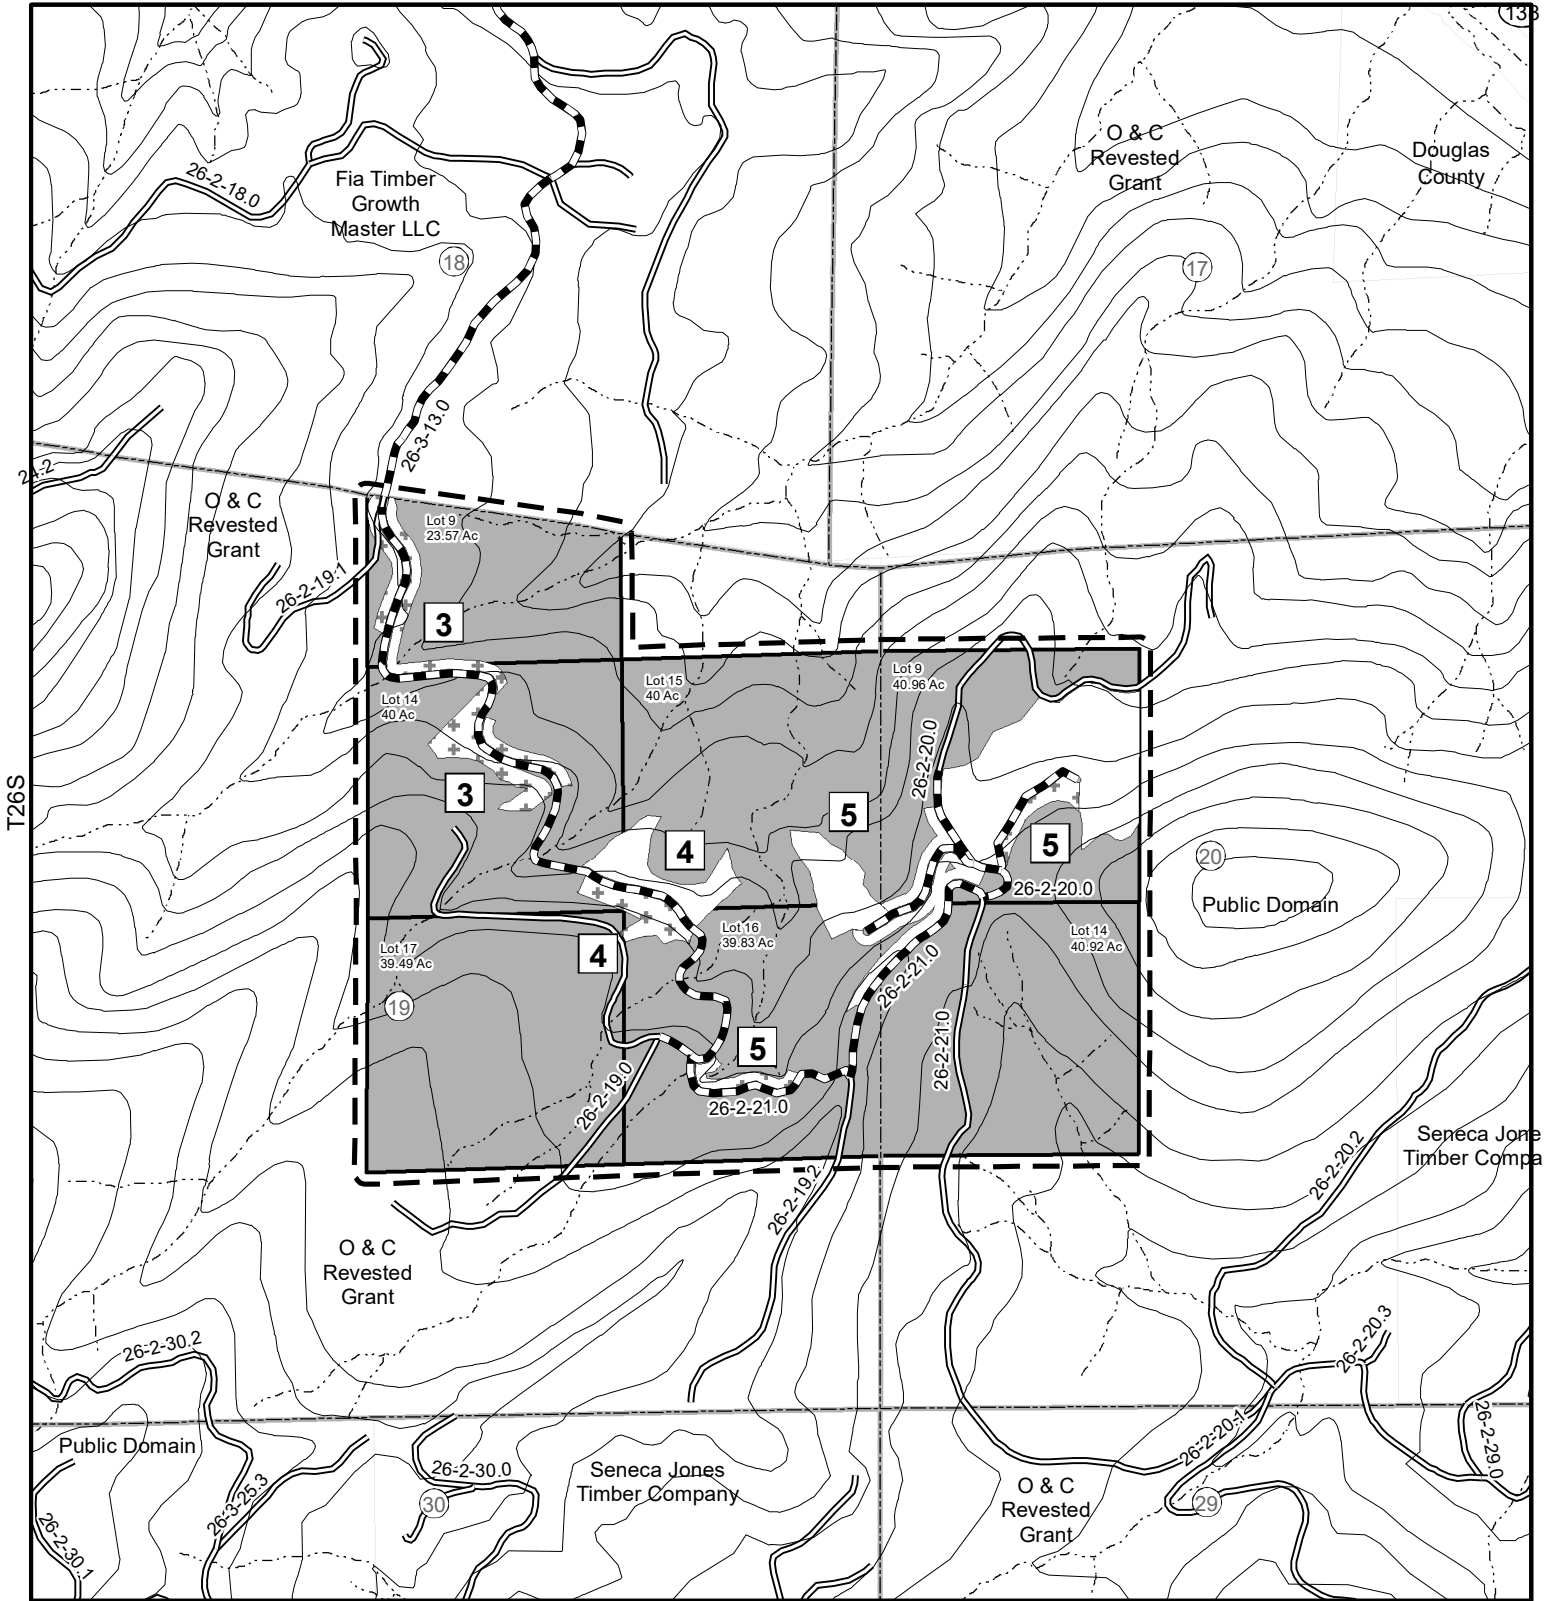 133
O & C
Revested
Grant
Douglas
County
26-2-18.0
Fia Timber
Growth
Master LLC
18
17
26-3-13.0
24.2
O & C
Revested
Grant
Lot 9
23.57 Ac
26-2-19.1
3
Lot 14
40 Ac
Lot 15
40 Ac
Lot 9
40.96 Ac
26-2-20.0
T26S
3
5
4
5
20
26-2-20.0
Public Domain
Lot 17
39.49 Ac
4
Lot 16
39.83 Ac
Lot 14
40.92 Ac
26-2-21.0
19
5
26-2-21.0
26-2-19.0
26-2-21.0
Seneca Jone
Timber Compa
26-2-20.2
26-2-19.2
O & C
Revested
Grant
26-2-30.2
26-2-20.3
Public Domain
26-2-20.1
26-2-29.0
26-2-30.0
Seneca Jones
Timber Company
26-3-25.3
30
O & C
Revested
Grant
29
26-2-30.1